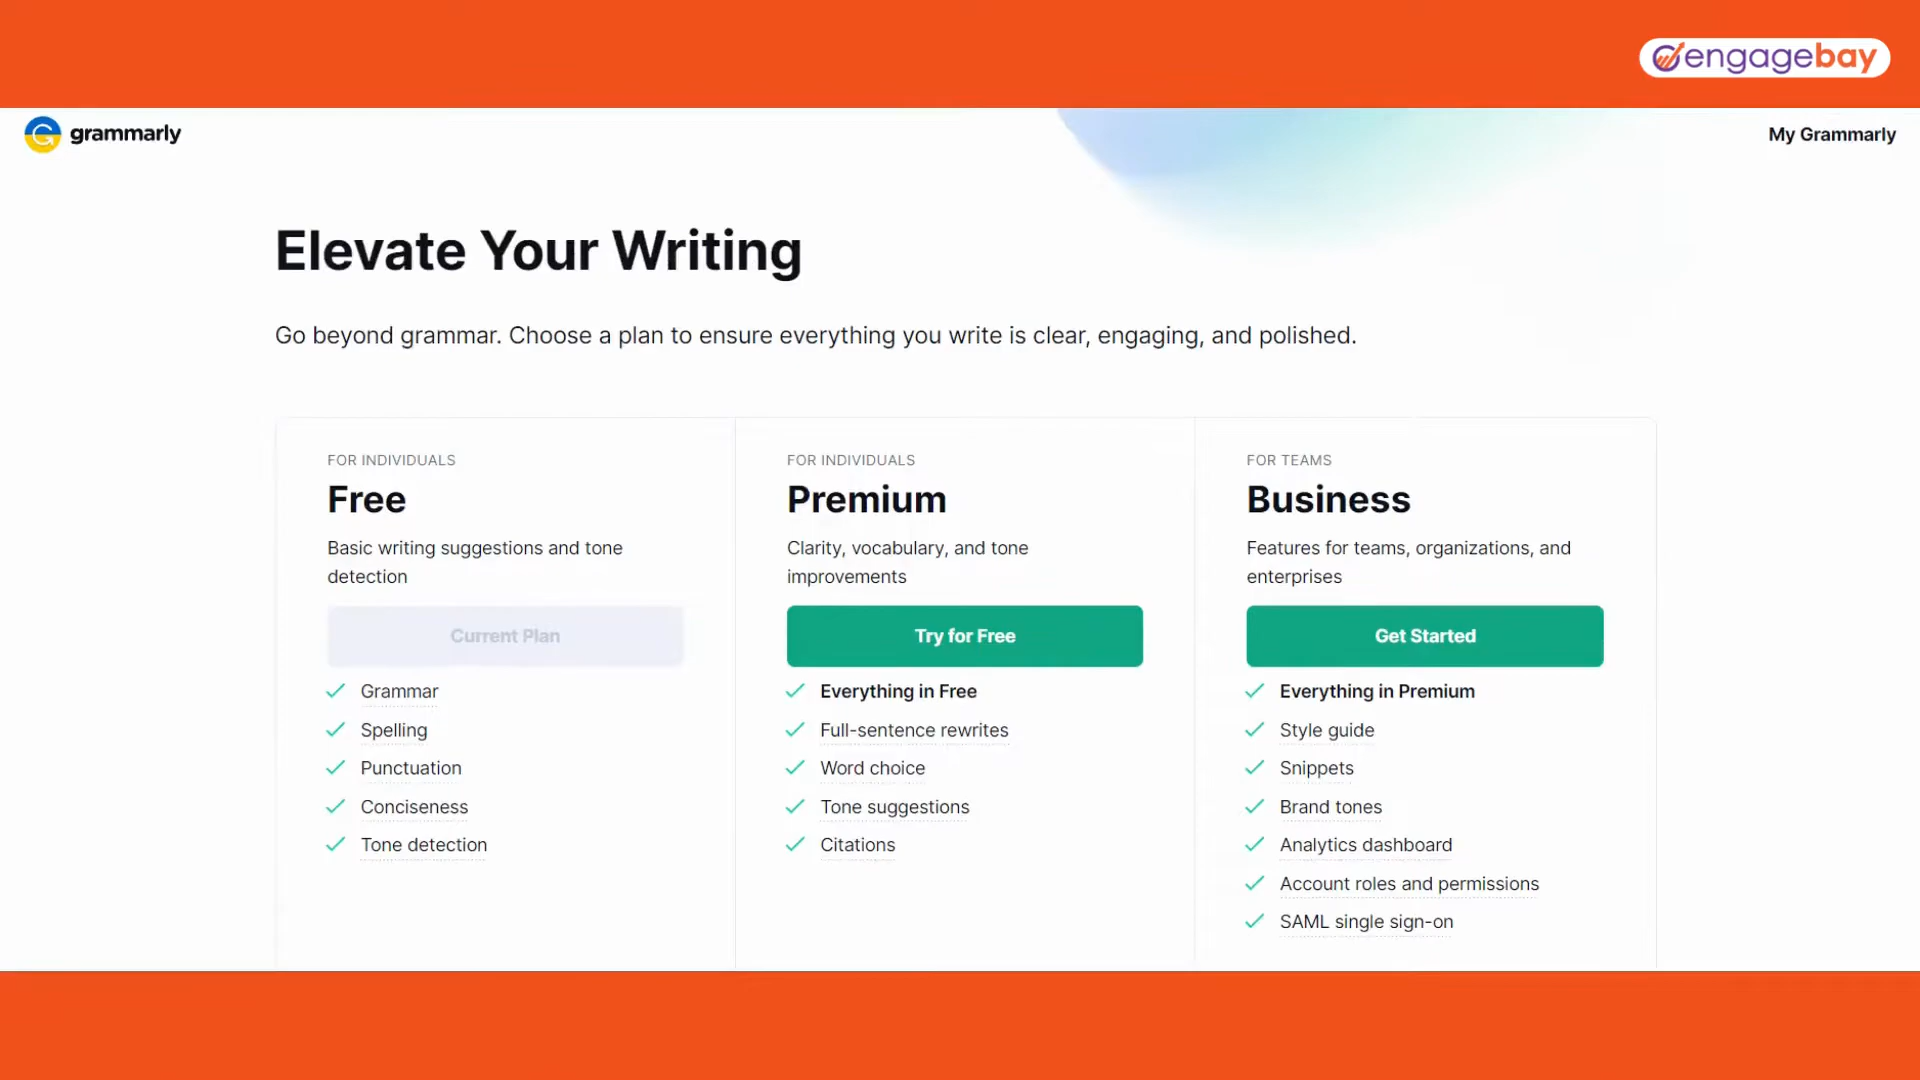 engagebay
grammarly
My Grammarly
Elevate Your Writing
Go beyond grammar. Choose a plan to ensure everything you write is clear, engaging, and polished.
FOR INDIVIDUALS
Free
Basic writing suggestions and tone
detection
Current Plan
Grammar
Spelling
Punctuation
Conciseness
Tone detection
FOR INDIVIDUALS
Premium
Clarity, vocabulary, and tone
improvements
Try for Free
Everything in Free
Full-sentence rewrites
Word choice
Tone suggestions
Citations
FOR TEAMS
Business
Features for teams, organizations, and
enterprises
Get Started
Everything in Premium
Style guide
Snippets
Brand tones
Analytics dashboard
Account roles and permissions
SAML single sign-on